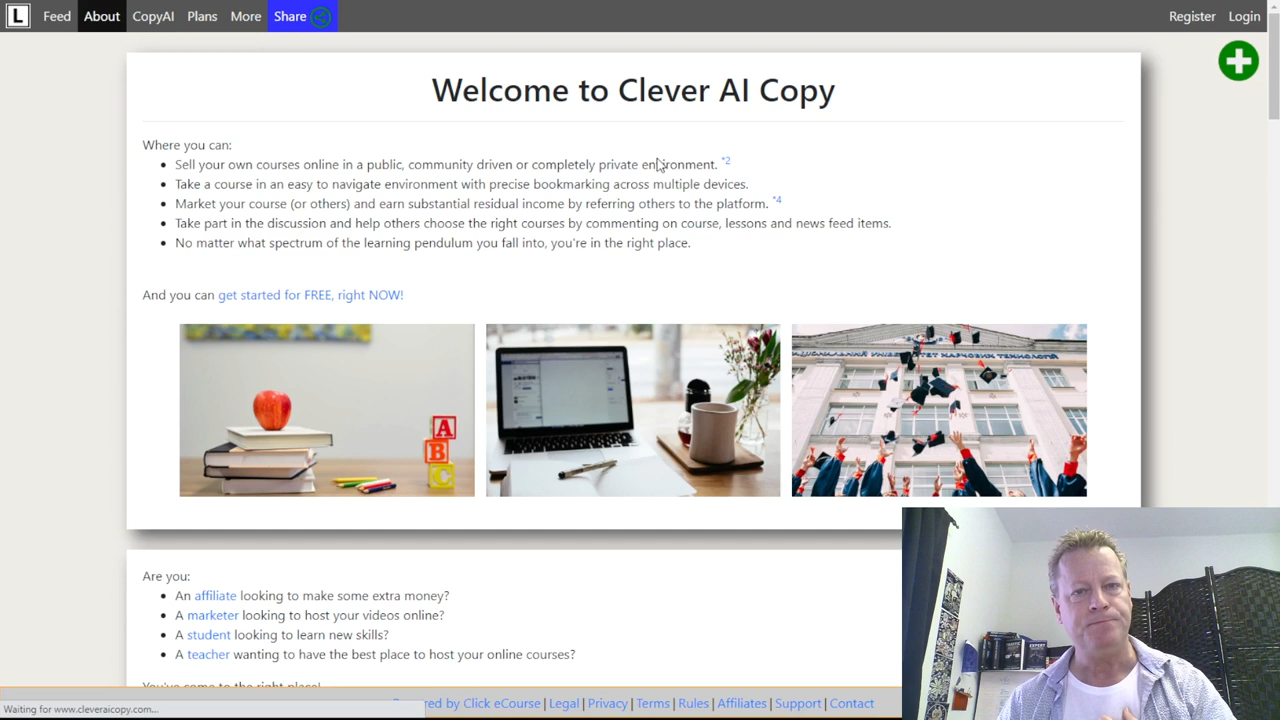 L Feed About CopyAI Plans More Share Register Login
Welcome to Clever AI Copy
Where you can:
Sell your own courses online in a public, community driven or completely private environment. *2
Take a course in an easy to navigate environment with precise bookmarking across multiple devices.
Market your course (or others) and earn substantial residual income by referring others to the platform. *4
Take part in the discussion and help others choose the right courses by commenting on course, lessons and news feed items.
No matter what spectrum of the learning pendulum you fall into, you're in the right place.
And you can get started for FREE, right NOW!
A
B
C
Are you:
An affiliate looking to make some extra money?
A marketer looking to host your videos online?
A student looking to learn new skills?
A teacher wanting to have the best place to host your online courses?
You've come to the right place!
by Click eCourse | Legal | Privacy | Terms | Rules | Affiliates | Support | Contact
Waiting for www.cleveraicopy.com...